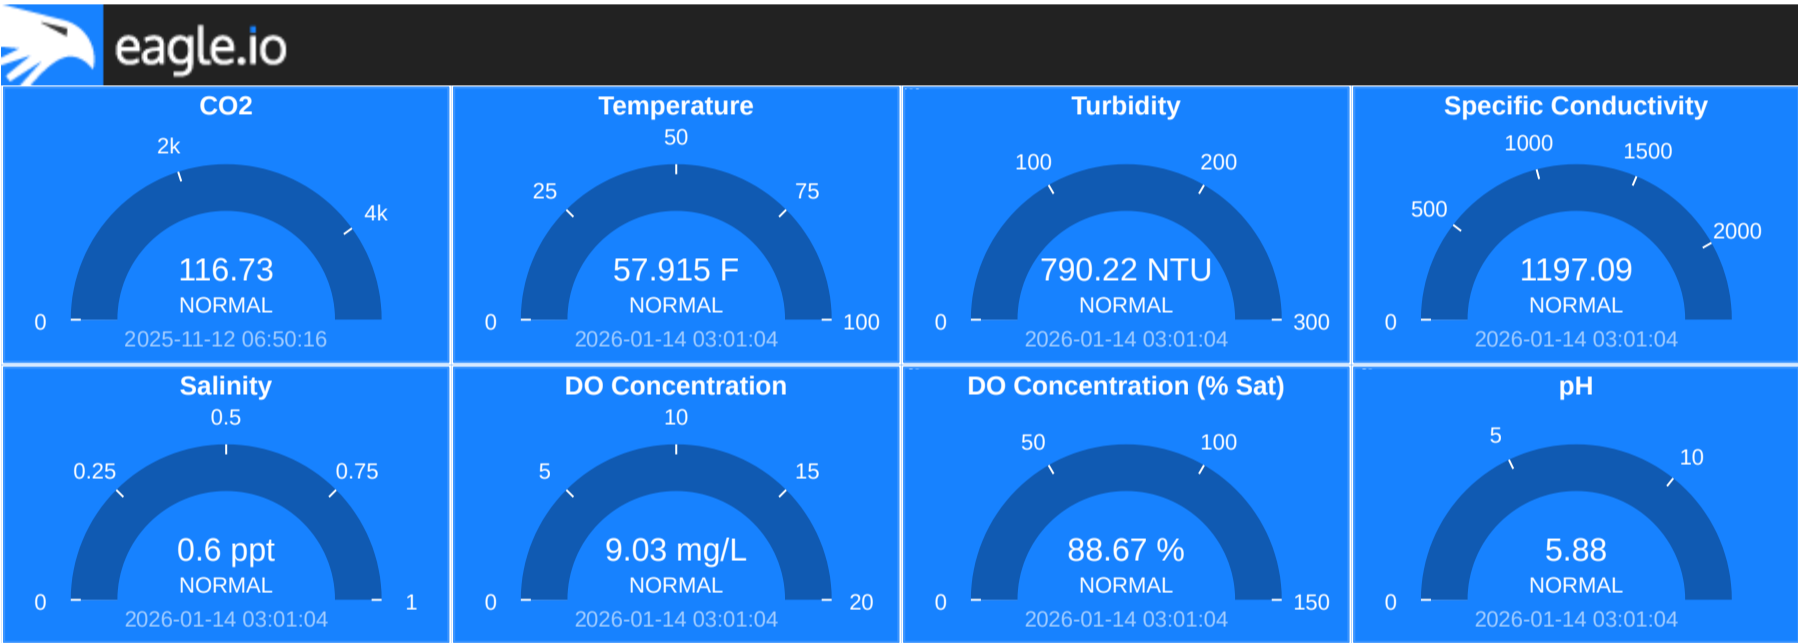 eagle.io
CO2
2k
4k
0
116.73
NORMAL
2025-11-12 06:50:16
Temperature
50
25
75
0
100
57.915 F
NORMAL
2026-01-14 03:01:04
Turbidity
100
200
0
300
790.22 NTU
NORMAL
2026-01-14 03:01:04
Specific Conductivity
1000
1500
500
2000
0
1197.09
NORMAL
2026-01-14 03:01:04
Salinity
0.5
0.25
0.75
0
1
0.6 ppt
NORMAL
2026-01-14 03:01:04
DO Concentration
10
5
15
0
20
9.03 mg/L
NORMAL
2026-01-14 03:01:04
DO Concentration (% Sat)
50
100
0
150
88.67 %
NORMAL
2026-01-14 03:01:04
pH
5
10
0
5.88
NORMAL
2026-01-14 03:01:04